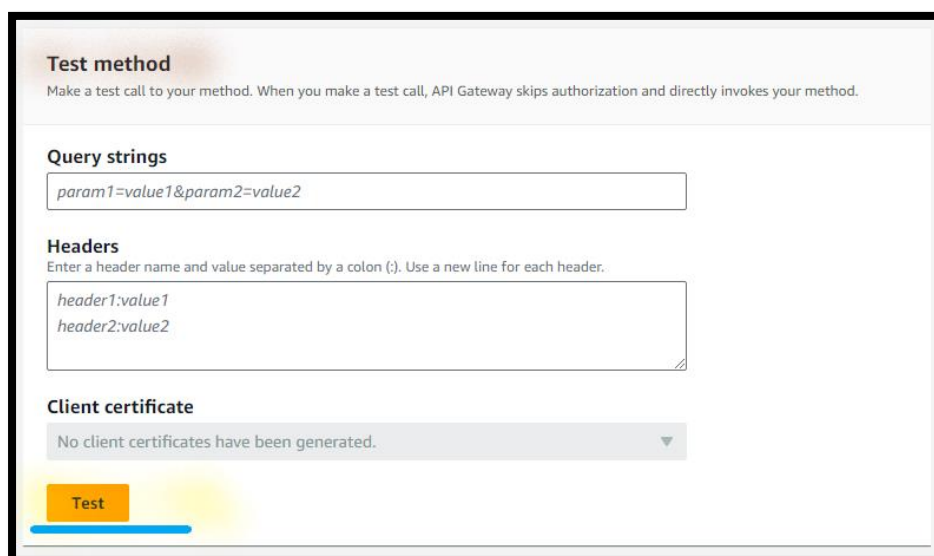 Test method
Make a test call to your method. When you make a test call, API Gateway skips authorization and directly invokes your method.
Query strings
param1=value1&param2=value2
Headers
Enter a header name and value separated by a colon (:). Use a new line for each header.
header1:value1
header2:value2
Client certificate
No client certificates have been generated.
Test